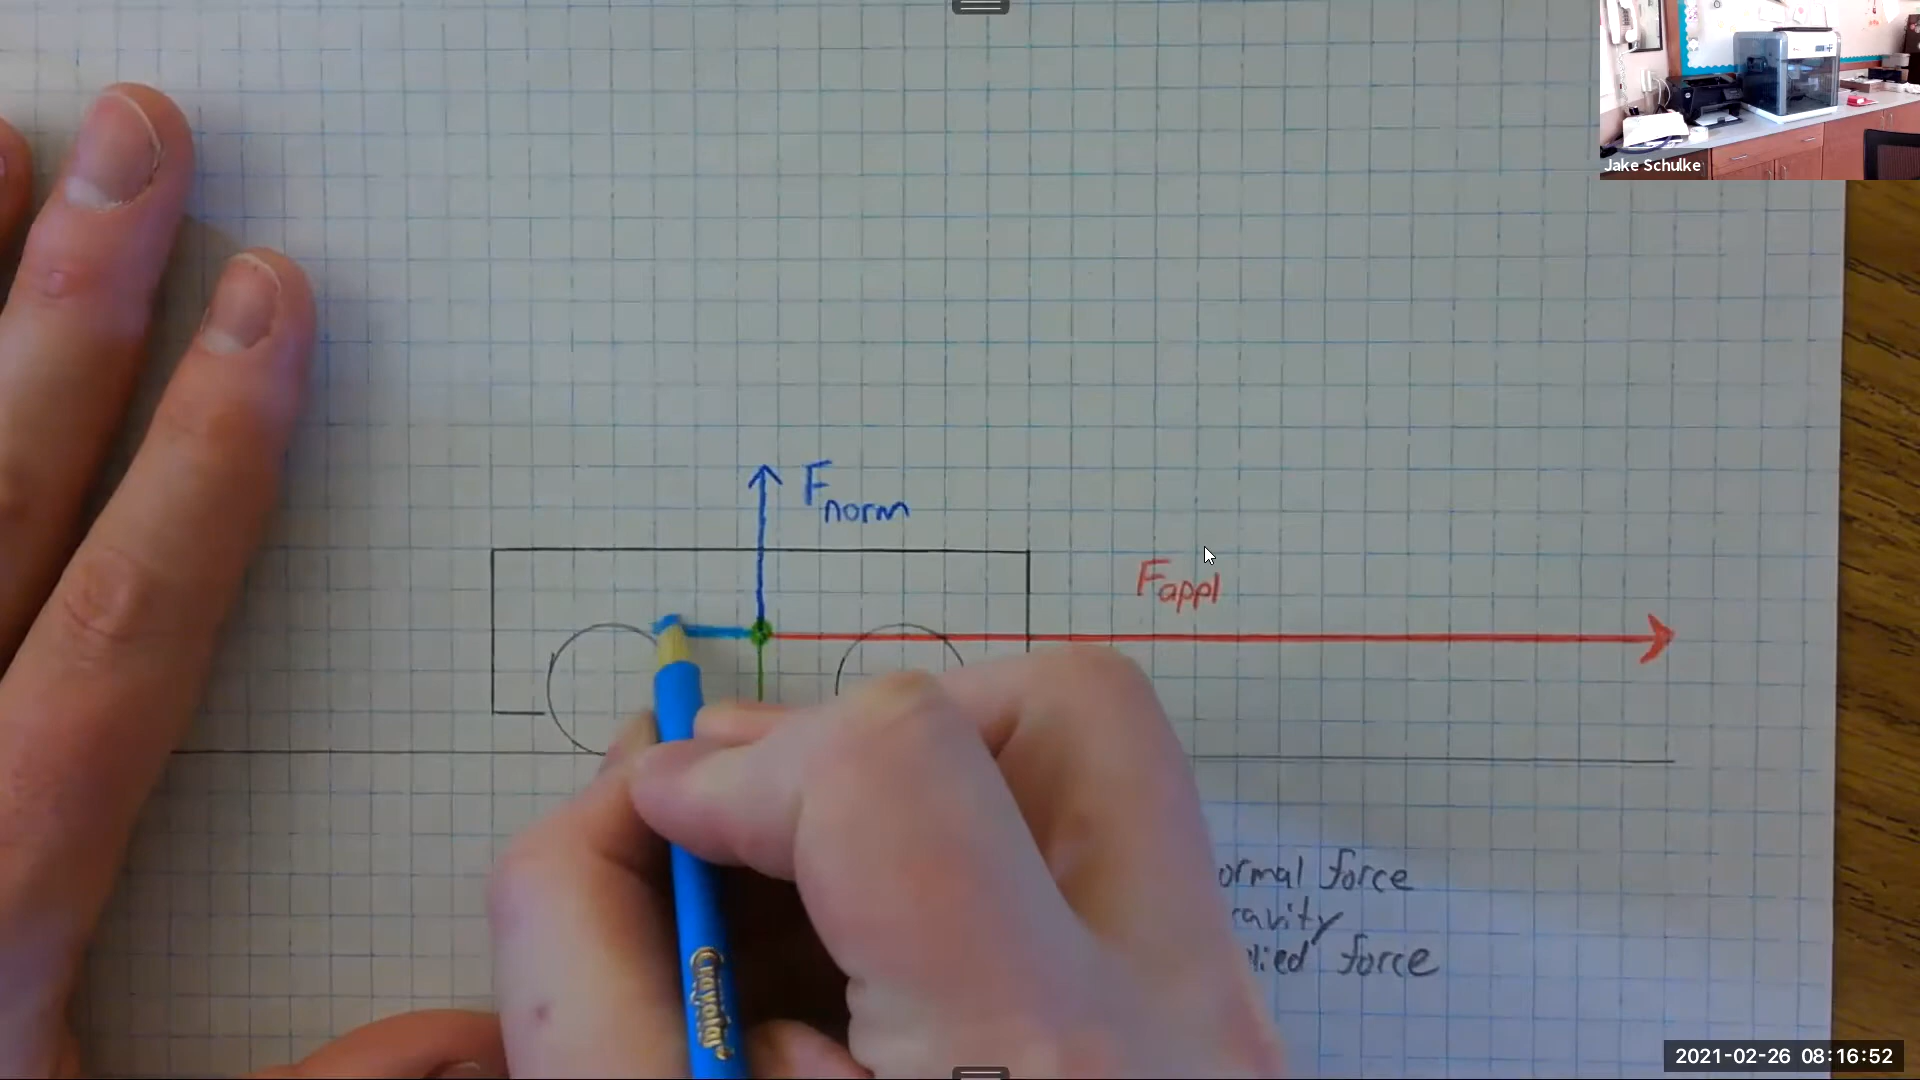 Jake Schulke
Fnorm
Fappl
ormal force
ravity
lied force
Crayola
2021-02-26 08:16:52